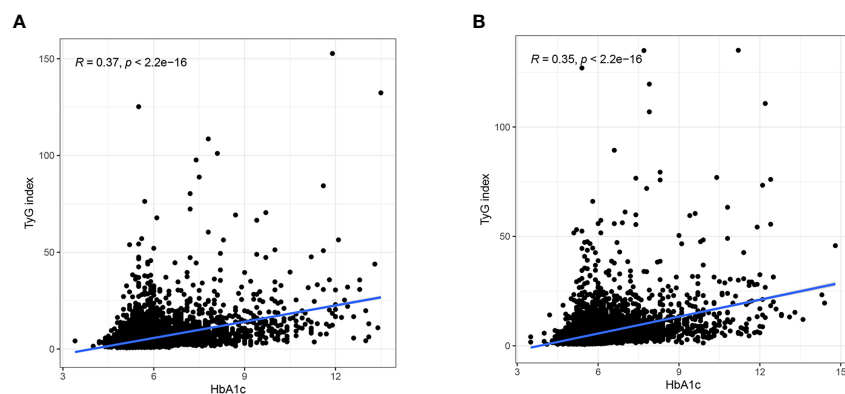 A
R = 0.37, p < 2.2e−16
150
100
50
0
TyG index
3
6
9
12
HbA1c
B
R = 0.35, p < 2.2e−16
100
50
0
TyG index
3
6
9
12
15
HbA1c